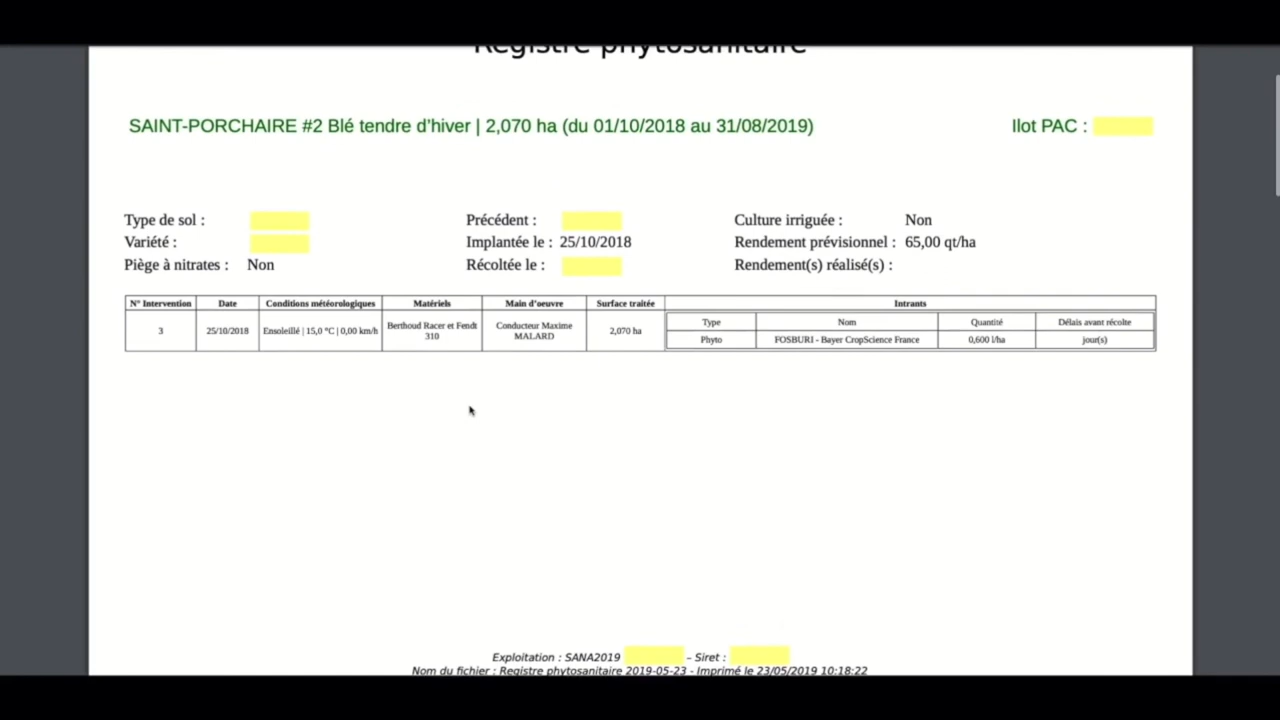 Registre phytosanitaire
SAINT-PORCHAIRE #2 Blé tendre d'hiver | 2,070 ha (du 01/10/2018 au 31/08/2019) Ilot PAC :
Type de sol : Précédent : Culture irriguée : Non
Variété : Implantée le : 25/10/2018 Rendement prévisionnel : 65,00 qt/ha
Piège à nitrates : Non Récoltée le : Rendement(s) réalisé(s) :
N° Intervention Date Conditions météorologiques Matériels Main d'oeuvre Surface traitée Intrants
Type Nom Quantité Délais avant récolte
3 25/10/2018 Ensoleillé | 15,0 °C | 0,00 km/h Berthoud Racer et Fendt Conducteur Maxime 2,070 ha
310 MALARD
Phyto FOSBURI - Bayer CropScience France 0,600 l/ha jour(s)
Exploitation : SANA2019 – Siret :
Nom du fichier : Registre phytosanitaire 2019-05-23 - Imprimé le 23/05/2019 10:18:22